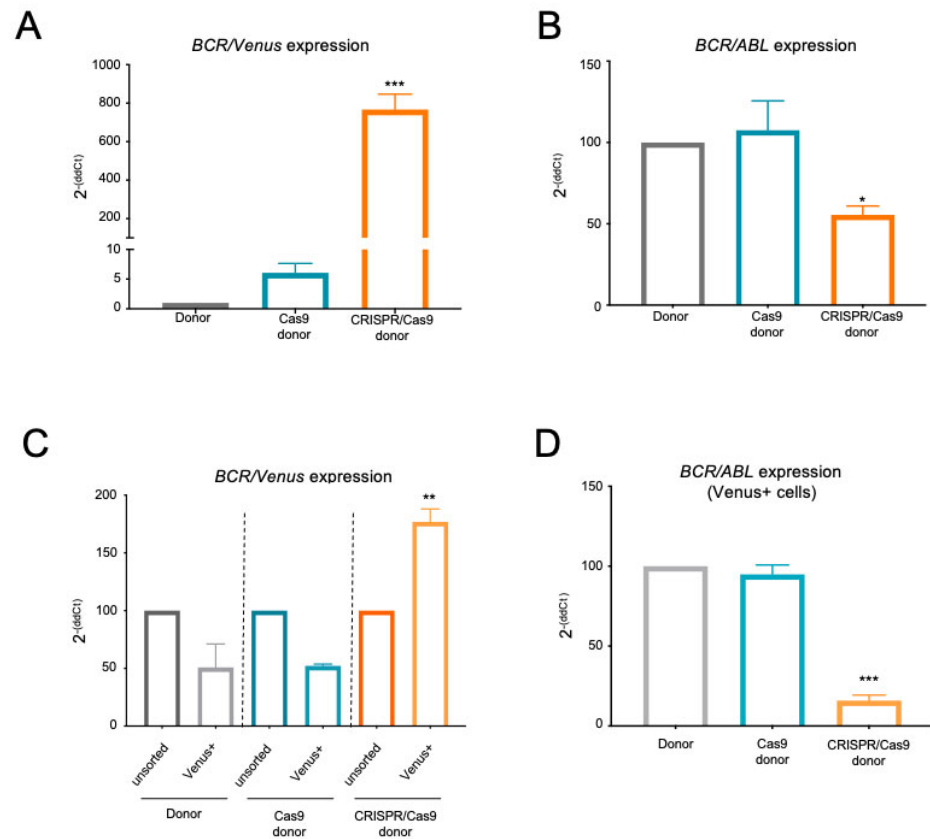 A
BCR/Venus expression
2-(ddCt)
1000
800
600
400
200
10
5
0
***
Donor
Cas9
donor
CRISPR/Cas9
donor
B
BCR/ABL expression
2-(ddCt)
150
100
50
0
*
Donor
Cas9
donor
CRISPR/Cas9
donor
C
BCR/Venus expression
2-(ddCt)
200
150
100
50
0
**
unsorted
Venus+
unsorted
Venus+
unsorted
Venus+
Donor
Cas9
donor
CRISPR/Cas9
donor
D
BCR/ABL expression
(Venus+ cells)
2-(ddCt)
150
100
50
0
***
Donor
Cas9
donor
CRISPR/Cas9
donor